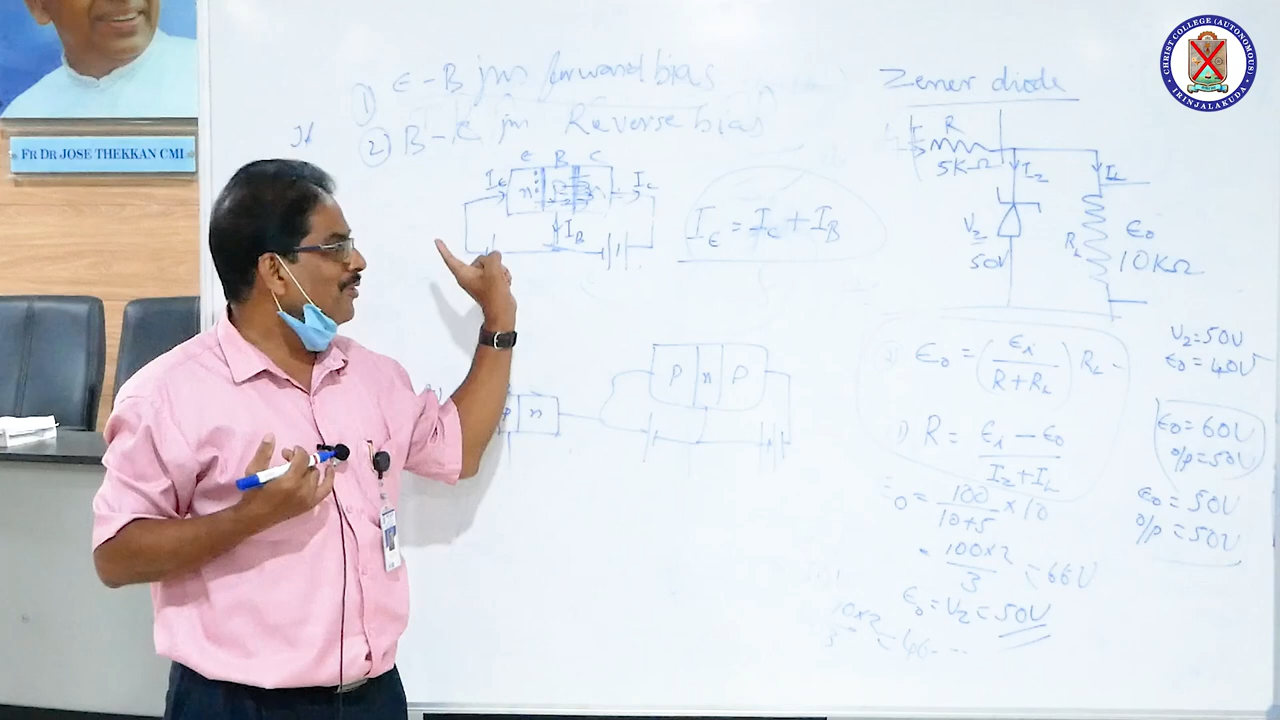 CHRIST COLLEGE (AUTONOMOUS)
IRINJALAKUDA
FR DR JOSE THEKKAN CMI
1) E-B jn forward bias
2) B-C jn Reverse bias
E B C
I_E n I_C
I_B
I_E = I_C + I_B
P n P
n
Zener diode
R
5KΩ
I_Z I_L
V_Z
50V
R_L
E_0
10KΩ
V_Z=50V
E_0=40V
E_0 = (E_i / R+R_L) R_L
R = E_i - E_0 / I_Z + I_L
E_0=60V
o/p=50V
E_0=50V
o/p=50V
E_0 = 100 / 10+5 × 10
= 100×2 / 3 = 66V
E_0 = V_Z = 50V